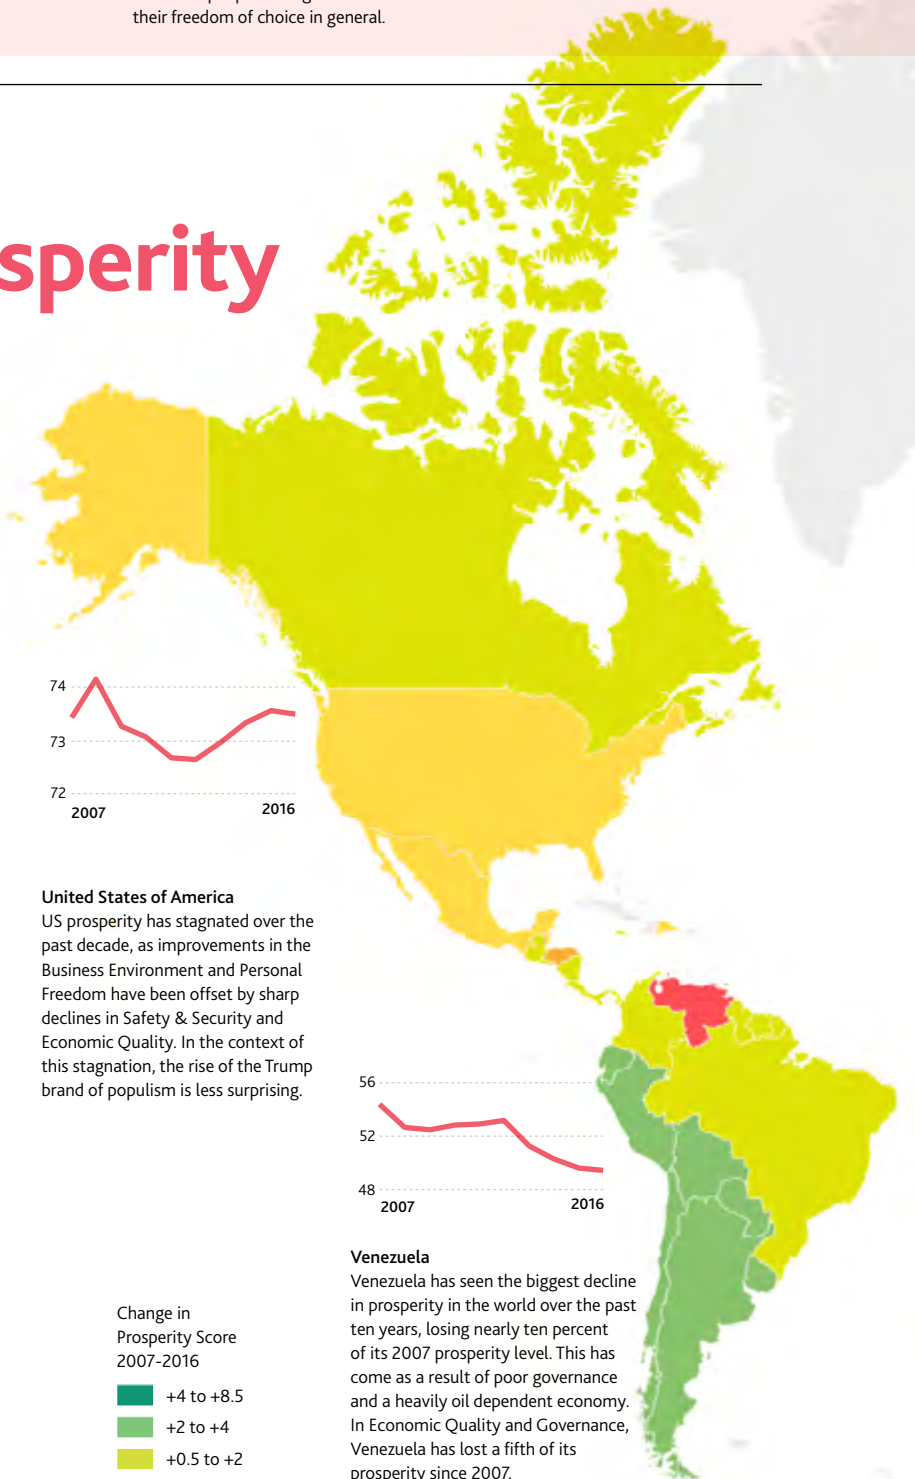 their freedom of choice in general.
sperity
74
73
72
2007
2016
United States of America
US prosperity has stagnated over the
past decade, as improvements in the
Business Environment and Personal
Freedom have been offset by sharp
declines in Safety & Security and
Economic Quality. In the context of
this stagnation, the rise of the Trump
brand of populism is less surprising.
56
52
48
2007
2016
Venezuela
Venezuela has seen the biggest decline
in prosperity in the world over the past
ten years, losing nearly ten percent
of its 2007 prosperity level. This has
come as a result of poor governance
and a heavily oil dependent economy.
In Economic Quality and Governance,
Venezuela has lost a fifth of its
prosperity since 2007.
Change in
Prosperity Score
2007-2016
+4 to +8.5
+2 to +4
+0.5 to +2